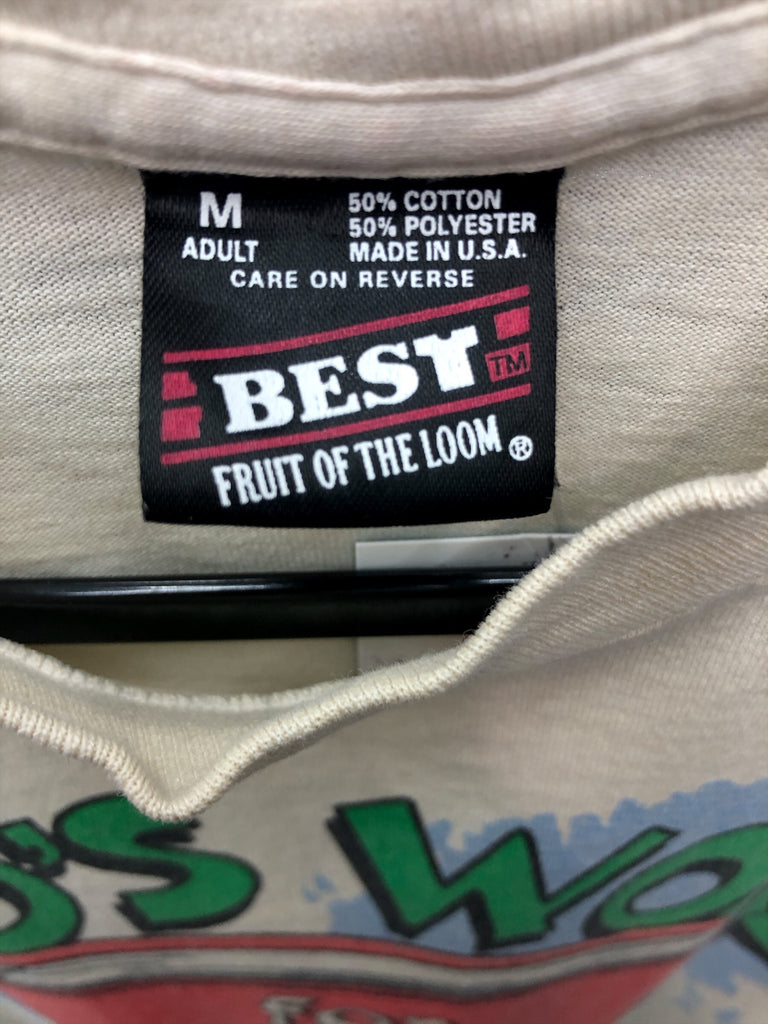 M
ADULT
50% COTTON
50% POLYESTER
MADE IN U.S.A.
CARE ON REVERSE
BEST TM
FRUIT OF THE LOOM ®